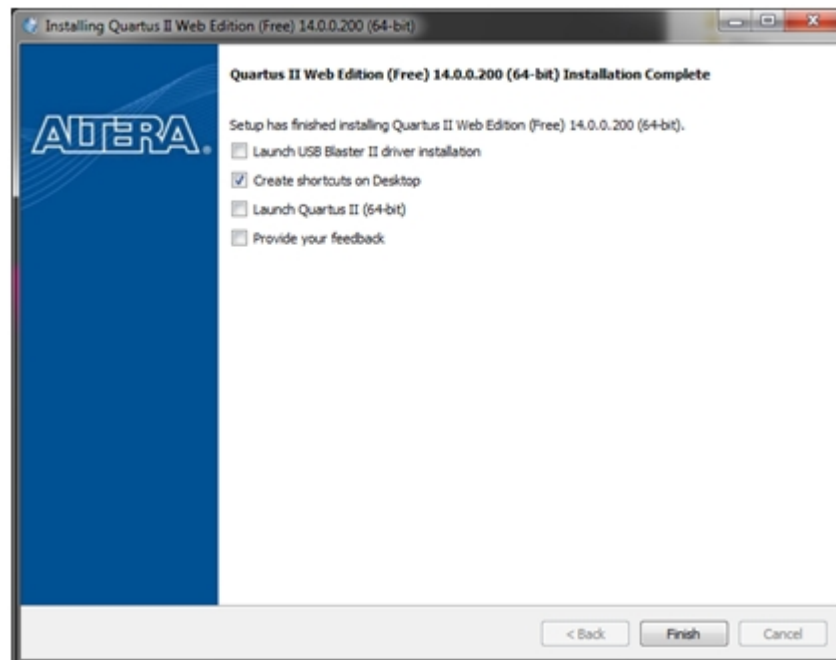 Installing Quartus II Web Edition (Free) 14.0.0.200 (64-bit)
Quartus II Web Edition (Free) 14.0.0.200 (64-bit) Installation Complete
ALTERA.
Setup has finished installing Quartus II Web Edition (Free) 14.0.0.200 (64-bit).
Launch USB Blaster II driver installation
Create shortcuts on Desktop
Launch Quartus II (64-bit)
Provide your feedback
< Back Finish Cancel